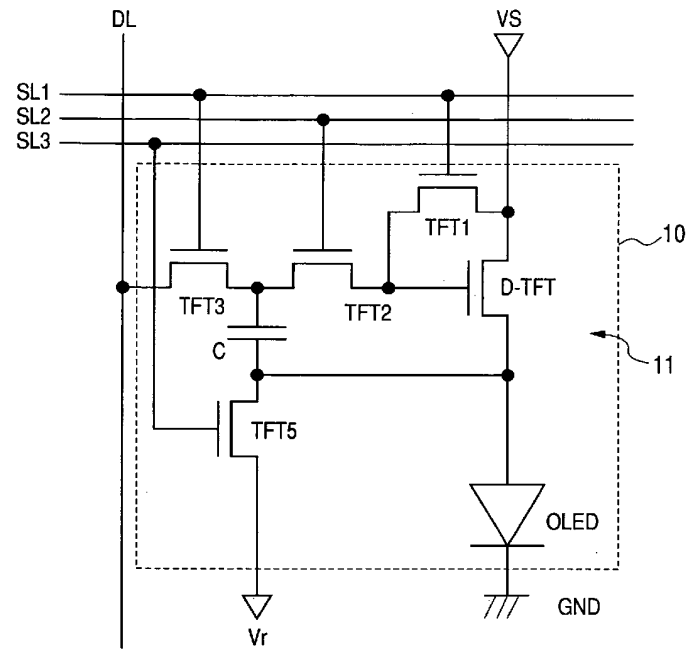 DL
VS
SL1
SL2
SL3
TFT1
10
D-TFT
TFT3
TFT2
C
11
TFT5
OLED
GND
Vr